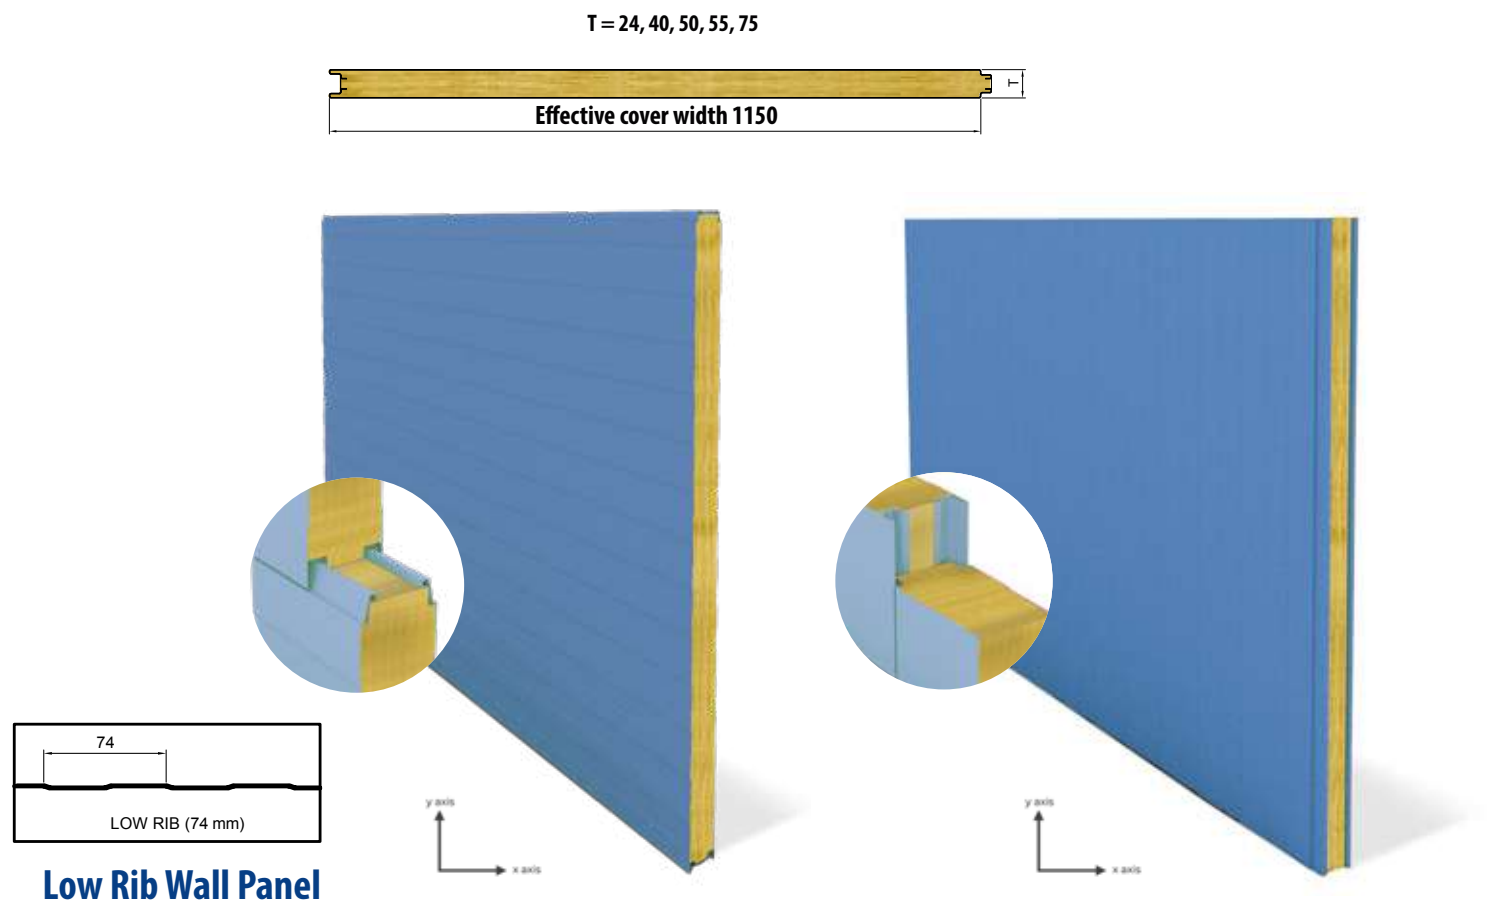 T = 24, 40, 50, 55, 75
T
Effective cover width 1150
74
LOW RIB (74 mm)
Low Rib Wall Panel
y axis
x axis
y axis
x axis